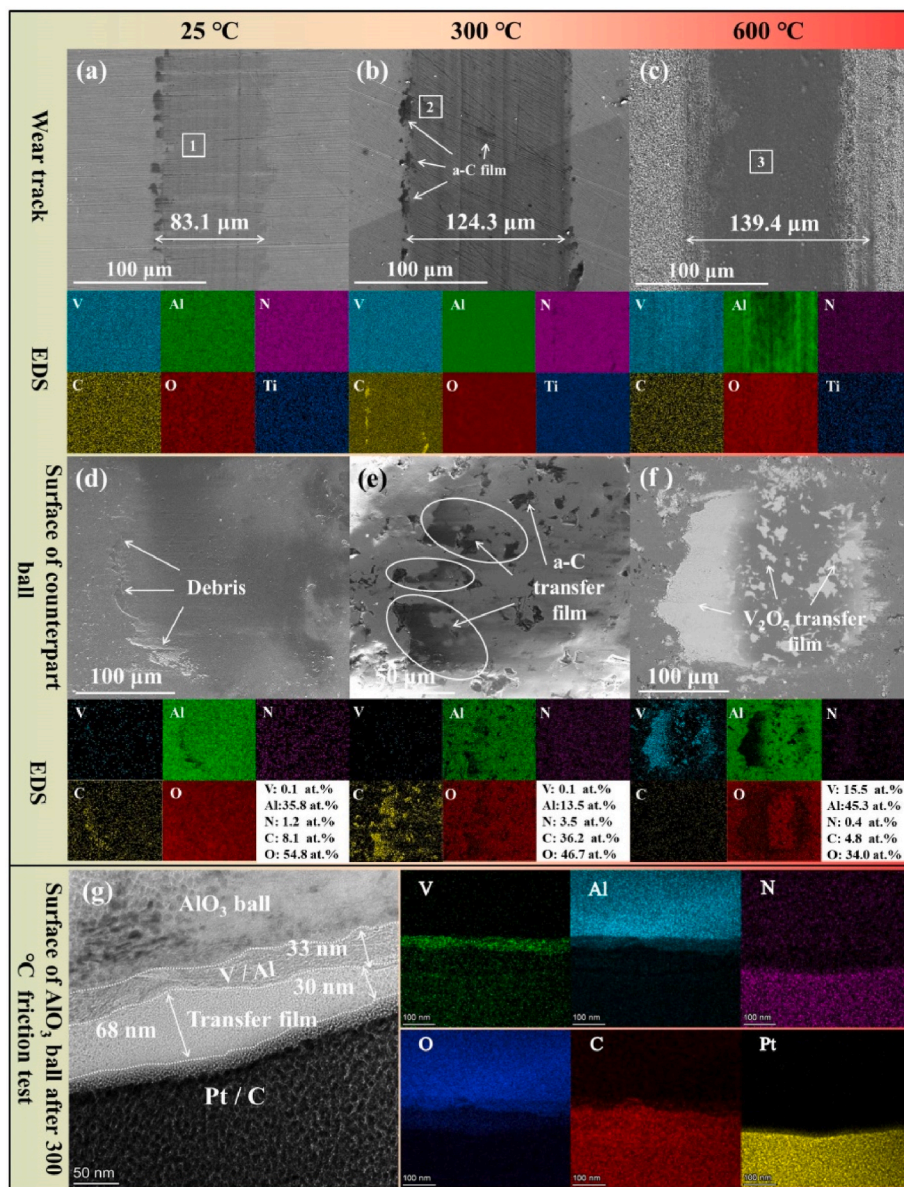 25 °C
300 °C
600 °C
Wear track
(a)
1
83.1 µm
100 µm
(b)
2
a-C film
124.3 µm
100 µm
(c)
3
139.4 µm
100 µm
EDS
V
Al
N
V
Al
N
V
Al
N
C
O
Ti
C
O
Ti
C
O
Ti
Surface of counterpart
ball
(d)
Debris
100 µm
(e)
a-C
transfer
film
50 µm
(f)
V₂O₅ transfer
film
100 µm
EDS
V
Al
N
V
Al
N
V
Al
N
C
O
V: 0.1 at.%
Al:35.8 at.%
N: 1.2 at.%
C: 8.1 at.%
O: 54.8 at.%
C
O
V: 0.1 at.%
Al:13.5 at.%
N: 3.5 at.%
C: 36.2 at.%
O: 46.7 at.%
C
O
V: 15.5 at.%
Al:45.3 at.%
N: 0.4 at.%
C: 4.8 at.%
O: 34.0 at.%
Surface of AlO₃ ball after 300
°C friction test
(g)
AlO₃ ball
33 nm
V / Al
30 nm
68 nm
Transfer film
Pt / C
50 nm
V
100 nm
Al
100 nm
N
100 nm
O
100 nm
C
100 nm
Pt
100 nm